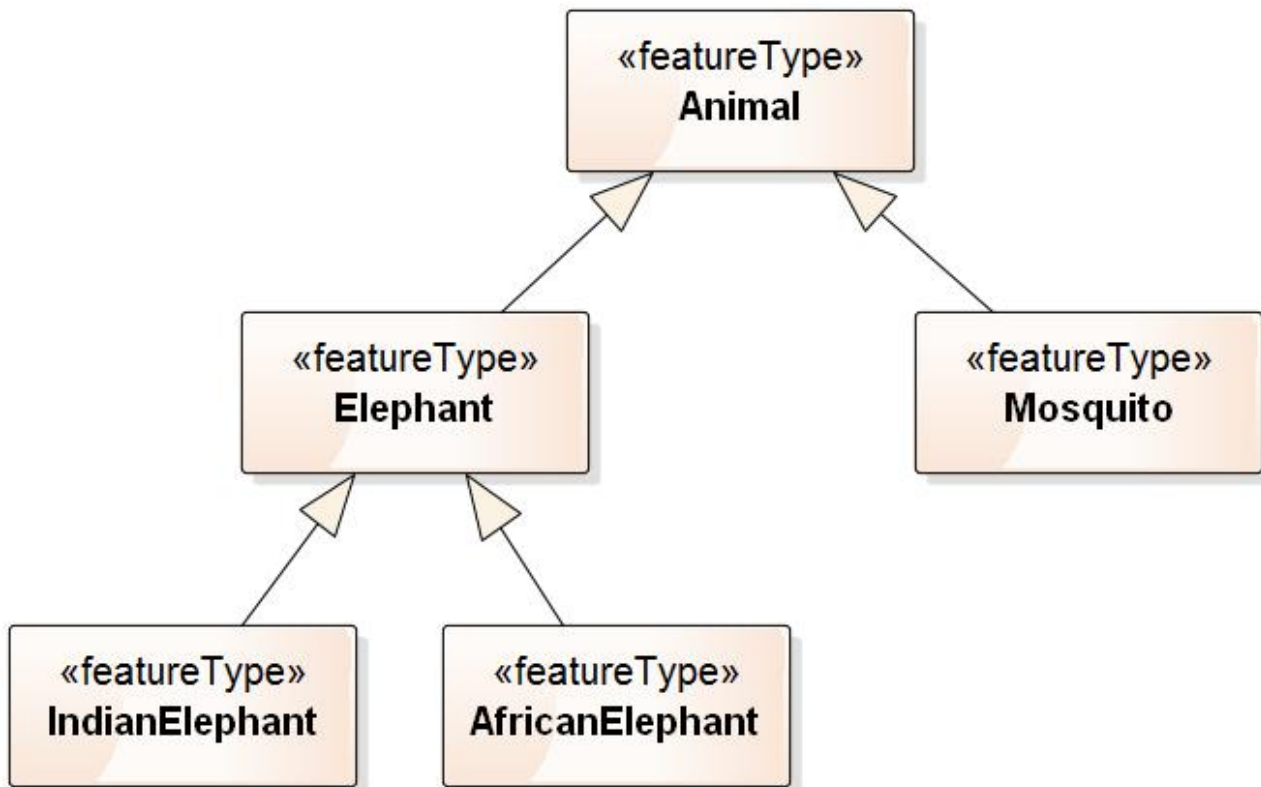 «featureType»
Animal
«featureType»
Elephant
«featureType»
Mosquito
«featureType»
IndianElephant
«featureType»
AfricanElephant